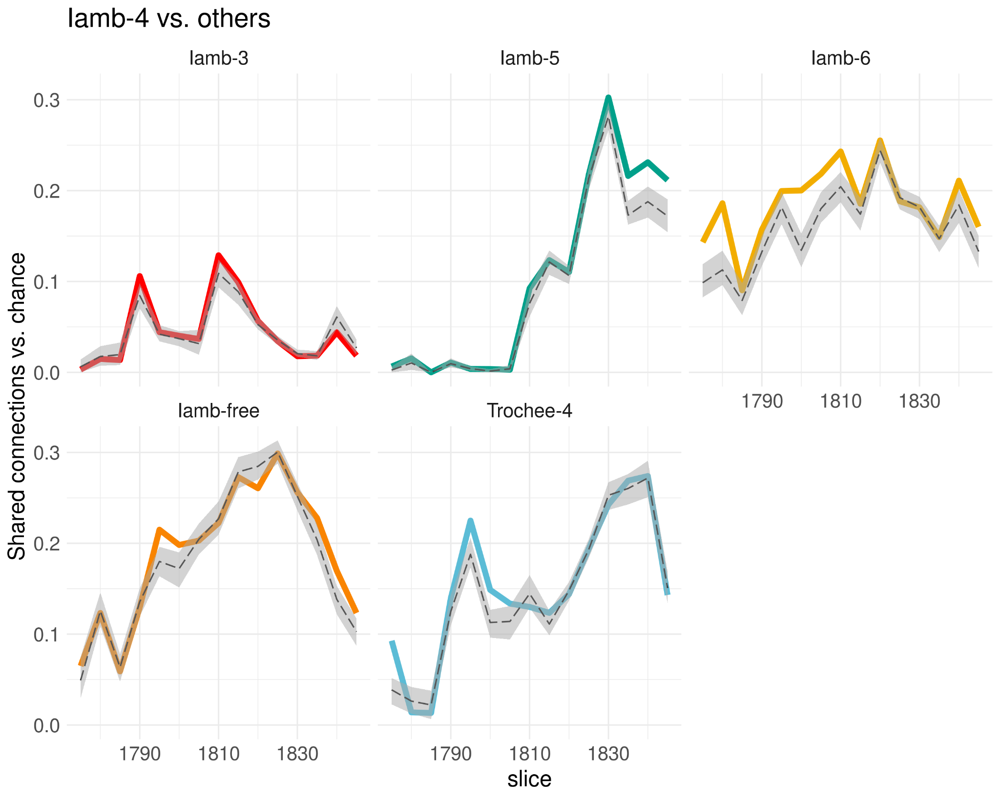 Iamb-4 vs. others
Iamb-3
Iamb-5
Iamb-6
0.3
0.2
0.1
0.0
1790
1810
1830
Shared connections vs. chance
Iamb-free
Trochee-4
0.3
0.2
0.1
0.0
1790
1810
1830
1790
1810
1830
slice